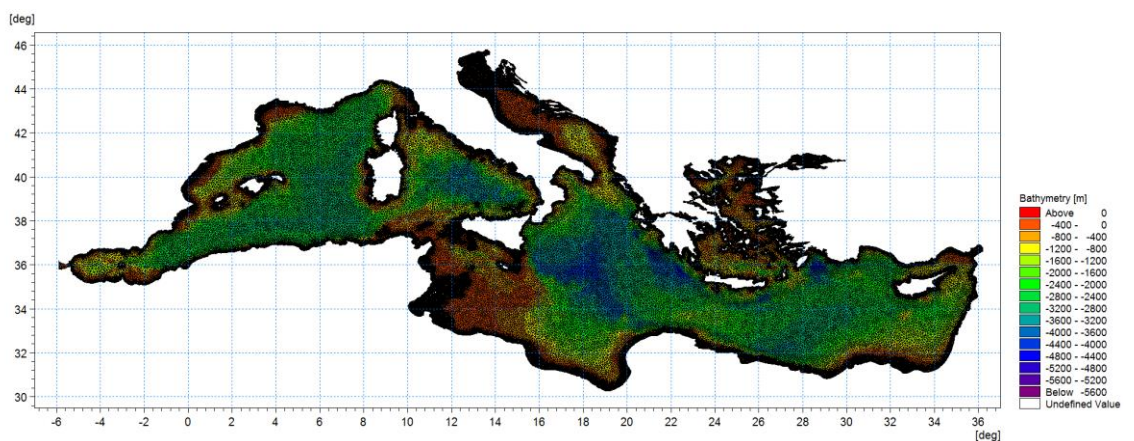 [deg]
46
44
42
40
38
36
34
32
30
-6 -4 -2 0 2 4 6 8 10 12 14 16 18 20 22 24 26 28 30 32 34 36
[deg]
Bathymetry [m]
Above 0
-400 - 0
-800 - -400
-1200 - -800
-1600 - -1200
-2000 - -1600
-2400 - -2000
-2800 - -2400
-3200 - -2800
-3600 - -3200
-4000 - -3600
-4400 - -4000
-4800 - -4400
-5200 - -4800
-5600 - -5200
Below -5600
Undefined Value